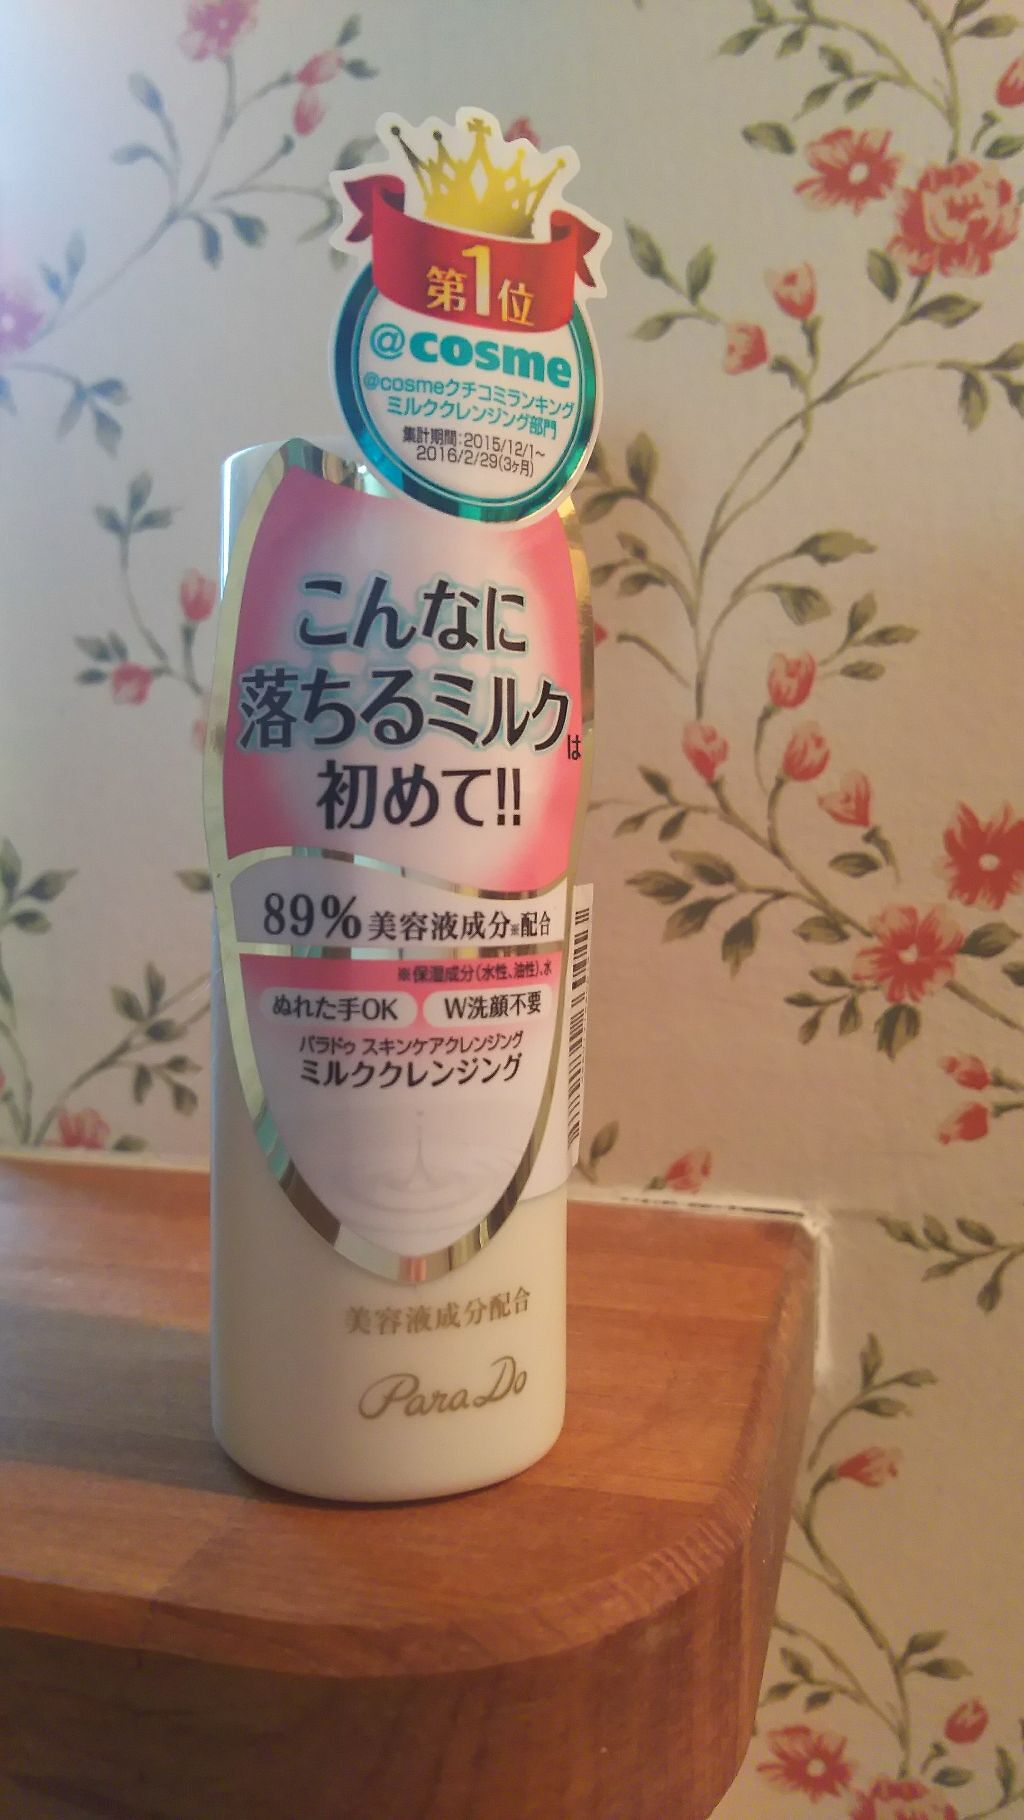 第1位
@cosme
@cosmeクチコミランキング
ミルククレンジング部門
集計期間:2015/12/1~
2016/2/29(3ヶ月)
こんなに
落ちるミルクは
初めて!!
89%美容液成分※配合
※保湿成分(水性、油性)、水
ぬれた手OK W洗顔不要
パラドゥ スキンケアクレンジング
ミルククレンジング
美容液成分配合
ParaDo